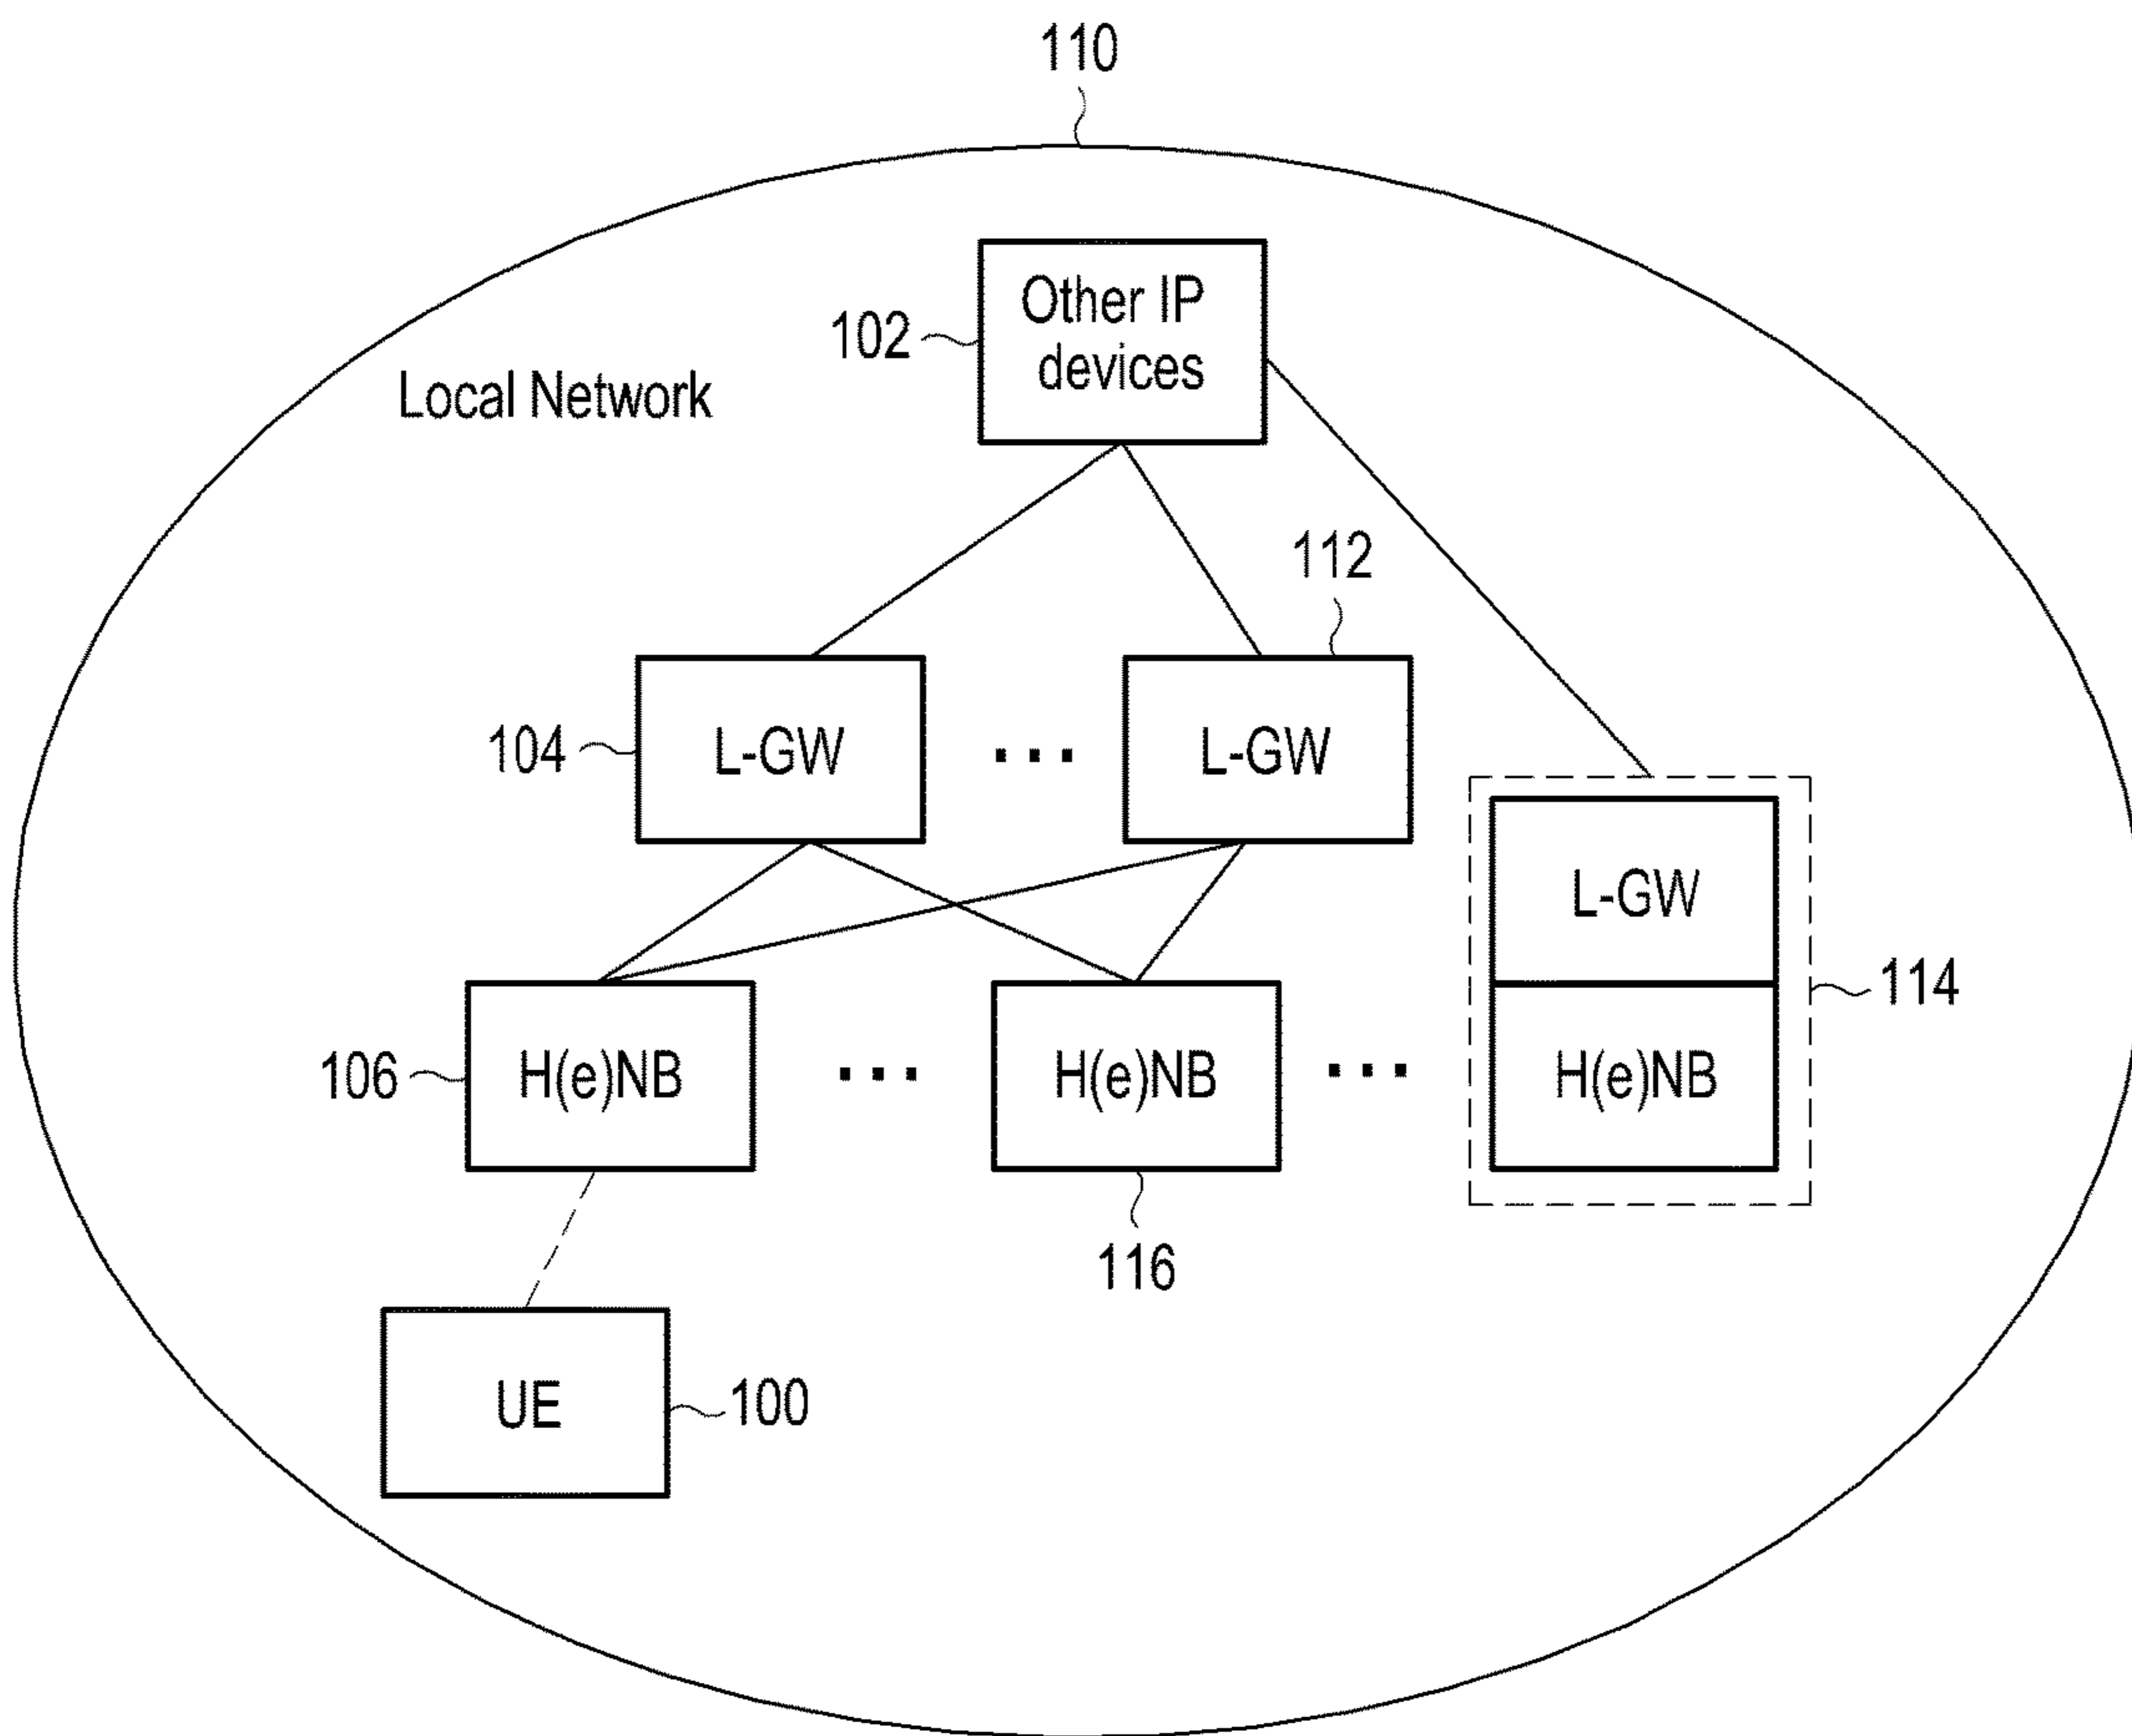 110
Other IP
devices
102
Local Network
112
104
L-GW
...
L-GW
L-GW
114
106
H(e)NB
...
H(e)NB
...
H(e)NB
116
UE
100